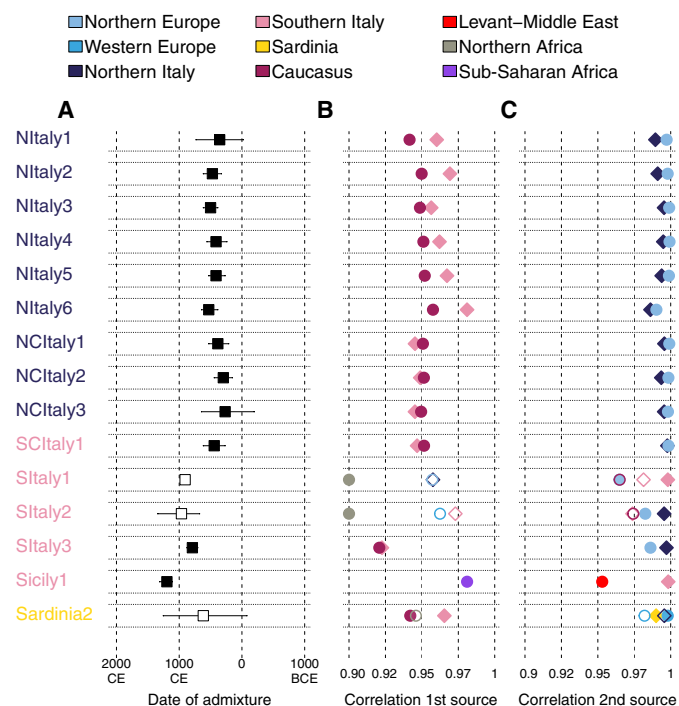 Northern Europe Southern Italy Levant−Middle East
Western Europe Sardinia Northern Africa
Northern Italy Caucasus Sub-Saharan Africa
A B C
NItaly1
NItaly2
NItaly3
NItaly4
NItaly5
NItaly6
NCItaly1
NCItaly2
NCItaly3
SCItaly1
SItaly1
SItaly2
SItaly3
Sicily1
Sardinia2
2000 1000 0 1000 0.90 0.92 0.95 0.97 1 0.9 0.93 0.95 0.97 1
CE CE BCE
Date of admixture Correlation 1st source Correlation 2nd source